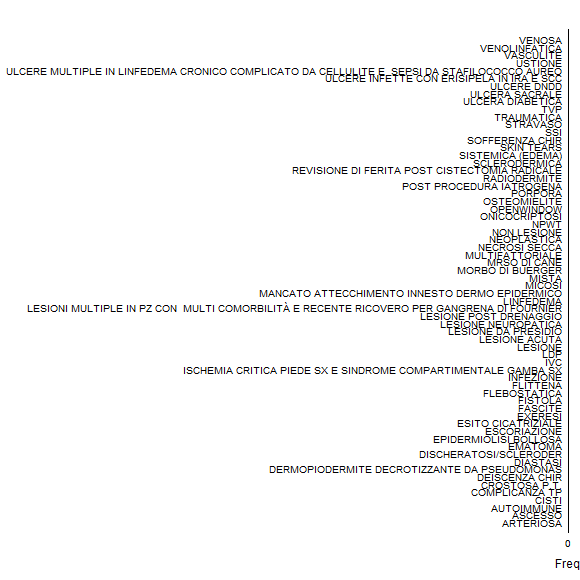 VENOSA
VENOLINFATICA
VASCULITE
USTIONE
ULCERE MULTIPLE IN LINFEDEMA CRONICO COMPLICATO DA CELLULITE E  SEPSI DA STAFILOCOCCO AUREO
ULCERE INFETTE CON ERISIPELA IN IRA E SCC
ULCERE DNDD
ULCERA SACRALE
ULCERA DIABETICA
TVP
TRAUMATICA
STRAVASO
SSI
SOFFERENZA CHIR
SKIN TEARS
SISTEMICA (EDEMA)
SCLERODERMICA
REVISIONE DI FERITA POST CISTECTOMIA RADICALE
RADIODERMITE
POST PROCEDURA IATROGENA
PORPORA
OSTEOMIELITE
OPENWINDOW
ONICOCRIPTOSI
NPWT
NON LESIONE
NEOPLASTICA
NECROSI SECCA
MULTIFATTORIALE
MRSO DI CANE
MORBO DI BUERGER
MISTA
MICOSI
MANCATO ATTECCHIMENTO INNESTO DERMO EPIDERMICO
LINFEDEMA
LESIONI MULTIPLE IN PZ CON  MULTI COMORBILITÀ E RECENTE RICOVERO PER GANGRENA DI FOURNIER
LESIONE POST DRENAGGIO
LESIONE NEUROPATICA
LESIONE DA PRESIDIO
LESIONE ACUTA
LESIONE
LDP
IVC
ISCHEMIA CRITICA PIEDE SX E SINDROME COMPARTIMENTALE GAMBA SX
INFEZIONE
FLITTENA
FLEBOSTATICA
FISTOLA
FASCITE
EXERESI
ESITO CICATRIZIALE
ESCORIAZIONE
EPIDERMIOLISI BOLLOSA
EMATOMA
DISCHERATOSI/SCLERODER
DIASTASI
DERMOPIODERMITE DECROTIZZANTE DA PSEUDOMONAS
DEISCENZA CHIR
CROSTOSA P.T.
COMPLICANZA TP
CISTI
AUTOIMMUNE
ASCESSO
ARTERIOSA
0
Freq